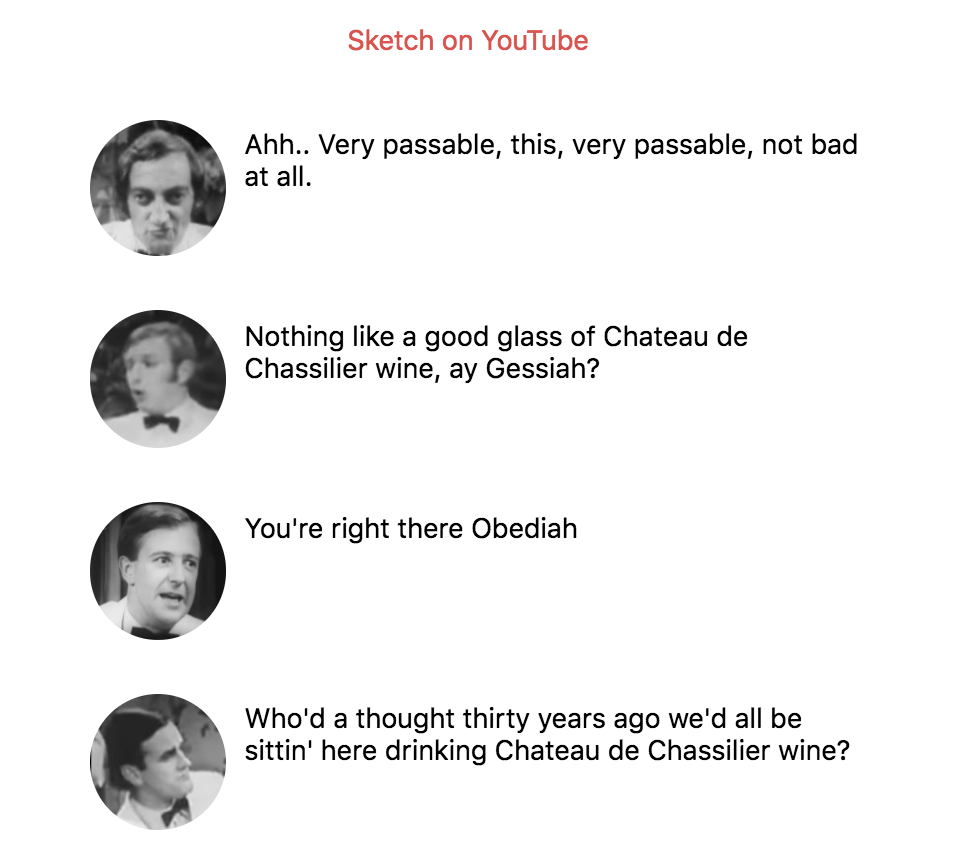 Sketch on YouTube
Ahh.. Very passable, this, very passable, not bad
at all.
Nothing like a good glass of Chateau de
Chassilier wine, ay Gessiah?
You're right there Obediah
Who'd a thought thirty years ago we'd all be
sittin' here drinking Chateau de Chassilier wine?